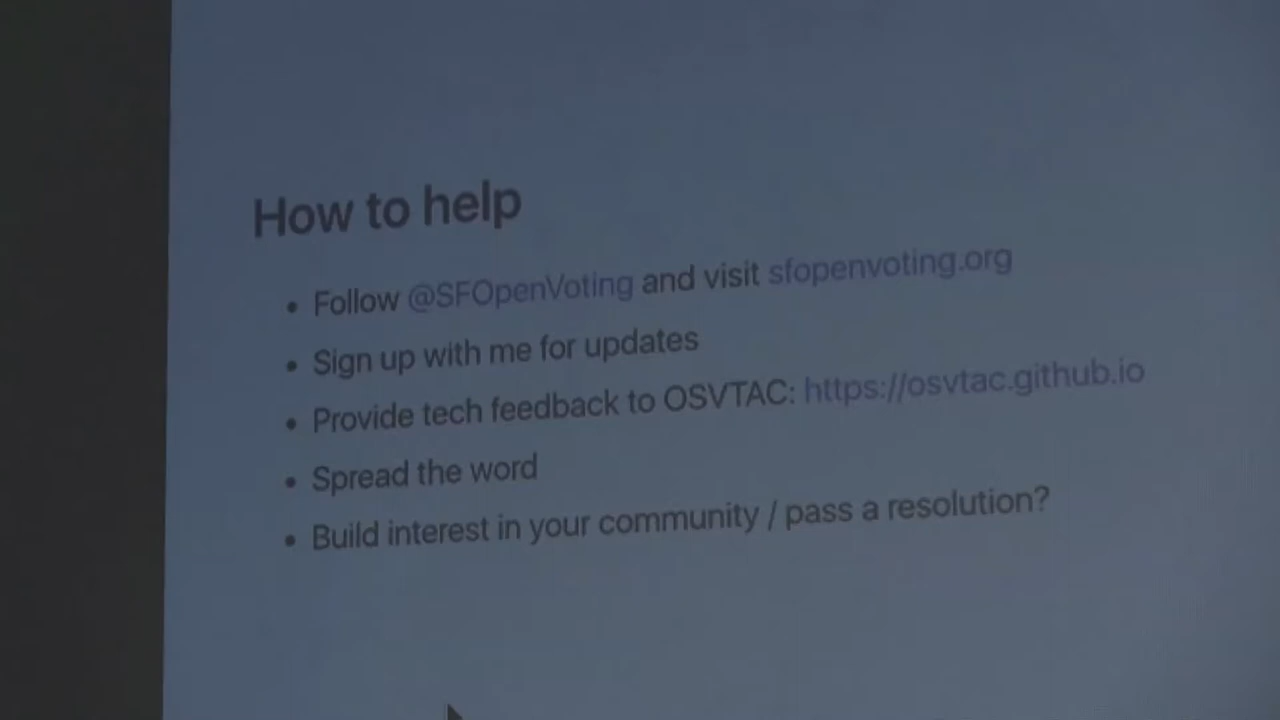 How to help
• Follow @SFOpenVoting and visit sfopenvoting.org
• Sign up with me for updates
• Provide tech feedback to OSVTAC: https://osvtac.github.io
• Spread the word
• Build interest in your community / pass a resolution?